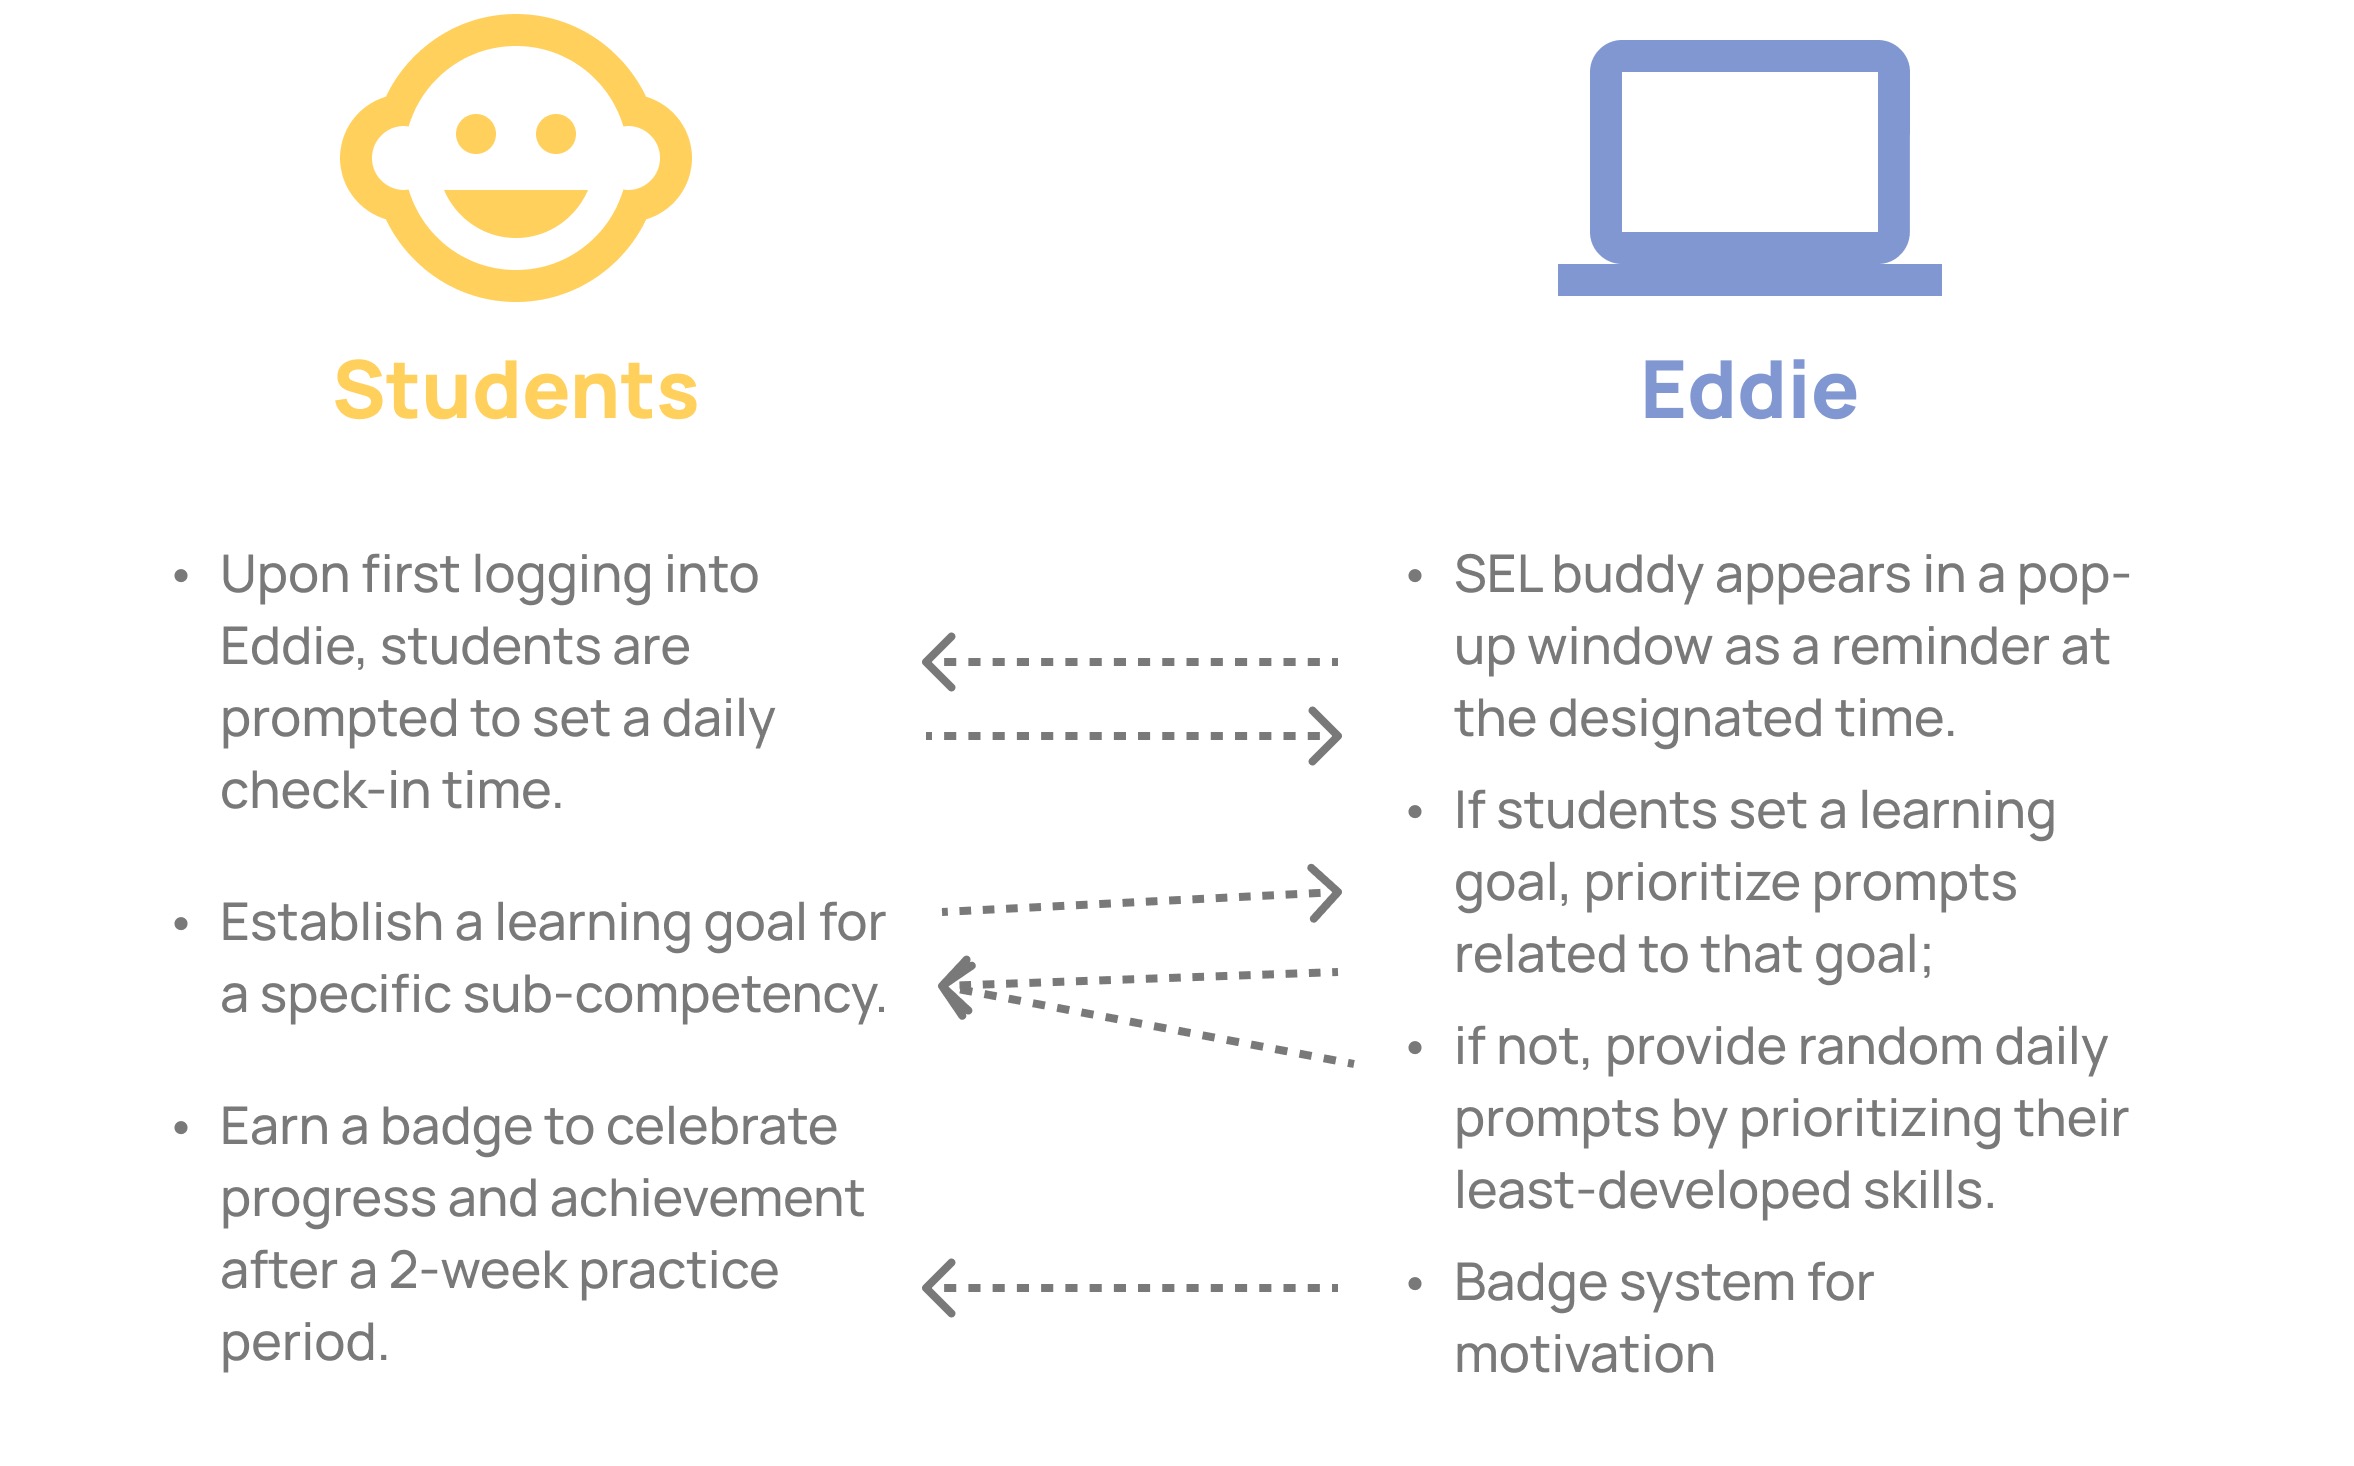 Students
• Upon first logging into
Eddie, students are
prompted to set a daily
check-in time.
• Establish a learning goal for
a specific sub-competency.
• Earn a badge to celebrate
progress and achievement
after a 2-week practice
period.
Eddie
• SEL buddy appears in a pop-
up window as a reminder at
the designated time.
• If students set a learning
goal, prioritize prompts
related to that goal;
• if not, provide random daily
prompts by prioritizing their
least-developed skills.
• Badge system for
motivation